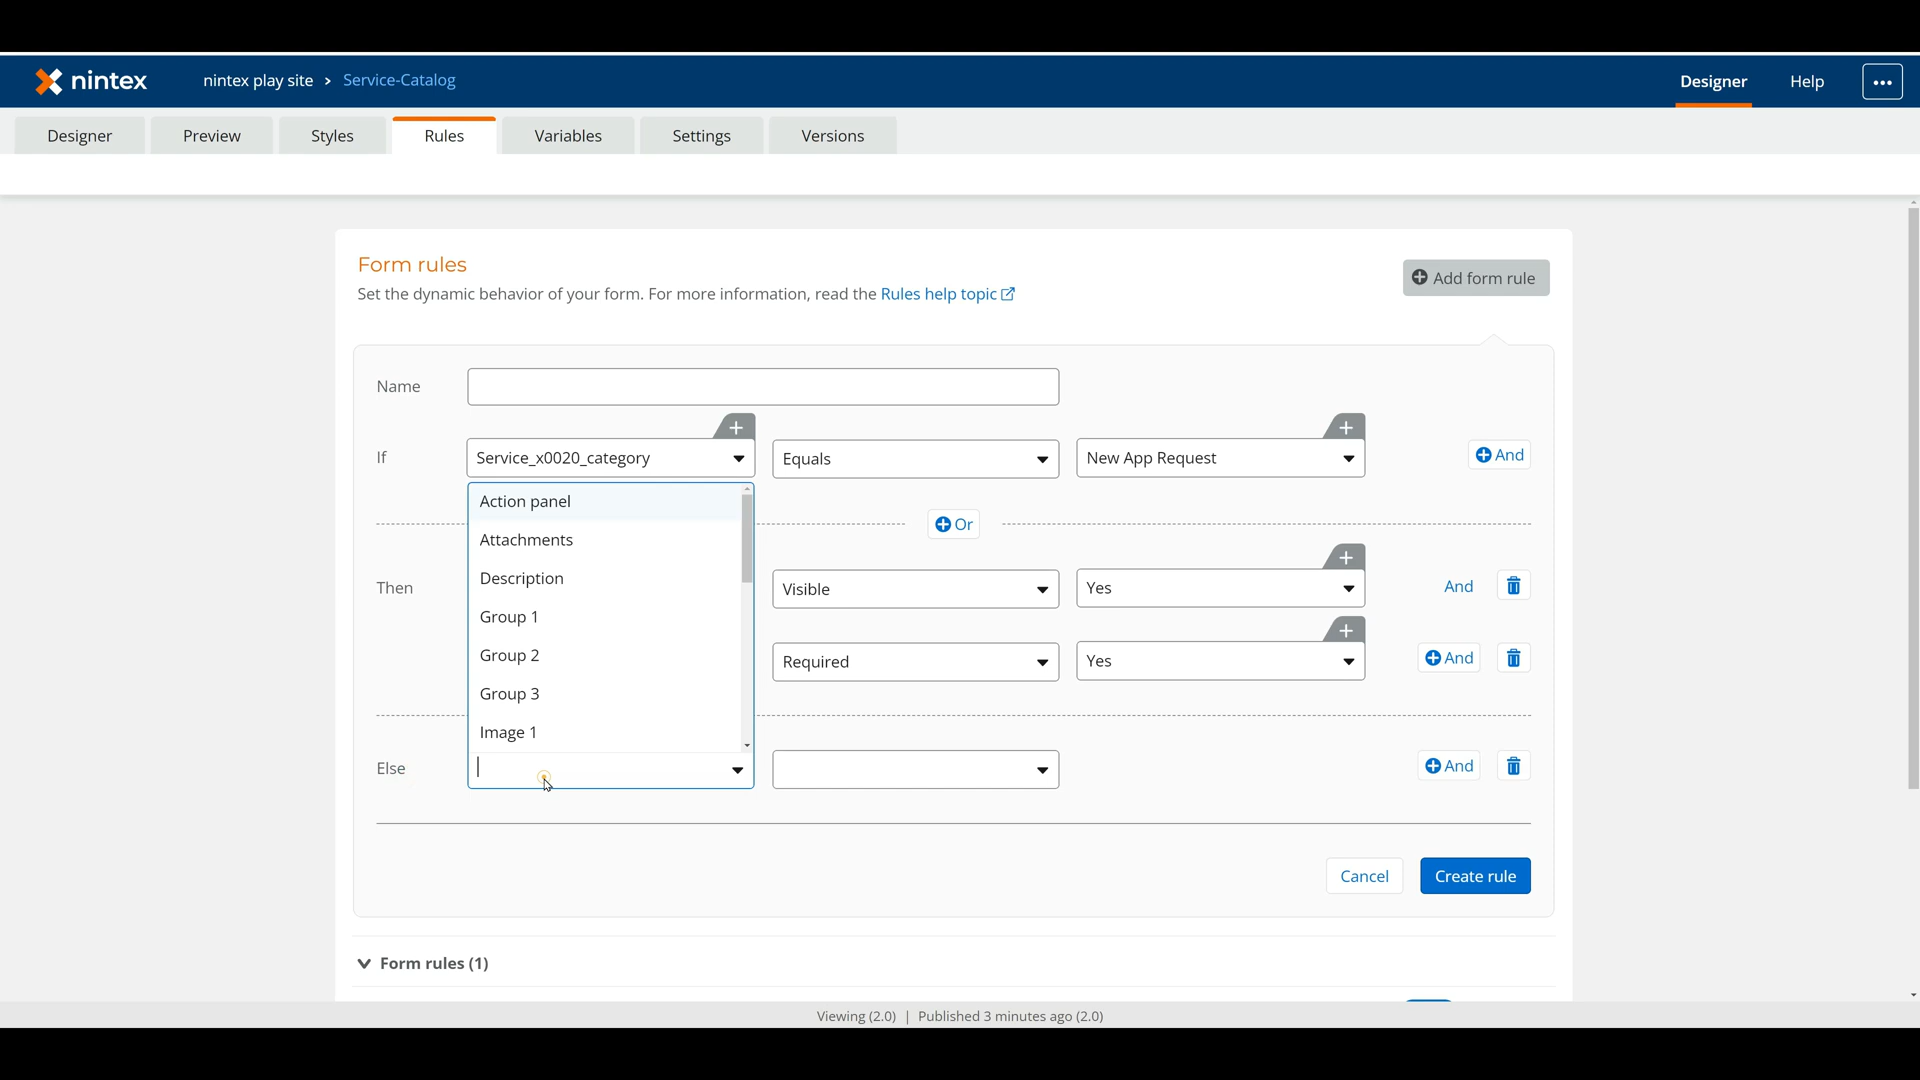 nintex
nintex play site > Service-Catalog
Designer
Help
Designer
Preview
Styles
Rules
Variables
Settings
Versions
Form rules
Add form rule
Set the dynamic behavior of your form. For more information, read the Rules help topic
Name
If
Service_x0020_category
Equals
New App Request
And
Action panel
Attachments
Description
Group 1
Group 2
Group 3
Image 1
Or
Then
Visible
Yes
And
Required
Yes
And
Else
And
Cancel
Create rule
Form rules (1)
Viewing (2.0) | Published 3 minutes ago (2.0)